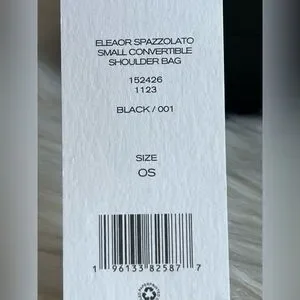 ELEAOR SPAZZOLATO
SMALL CONVERTIBLE
SHOULDER BAG
152426
1123
BLACK / 001
SIZE
OS
1 96133 82587 7